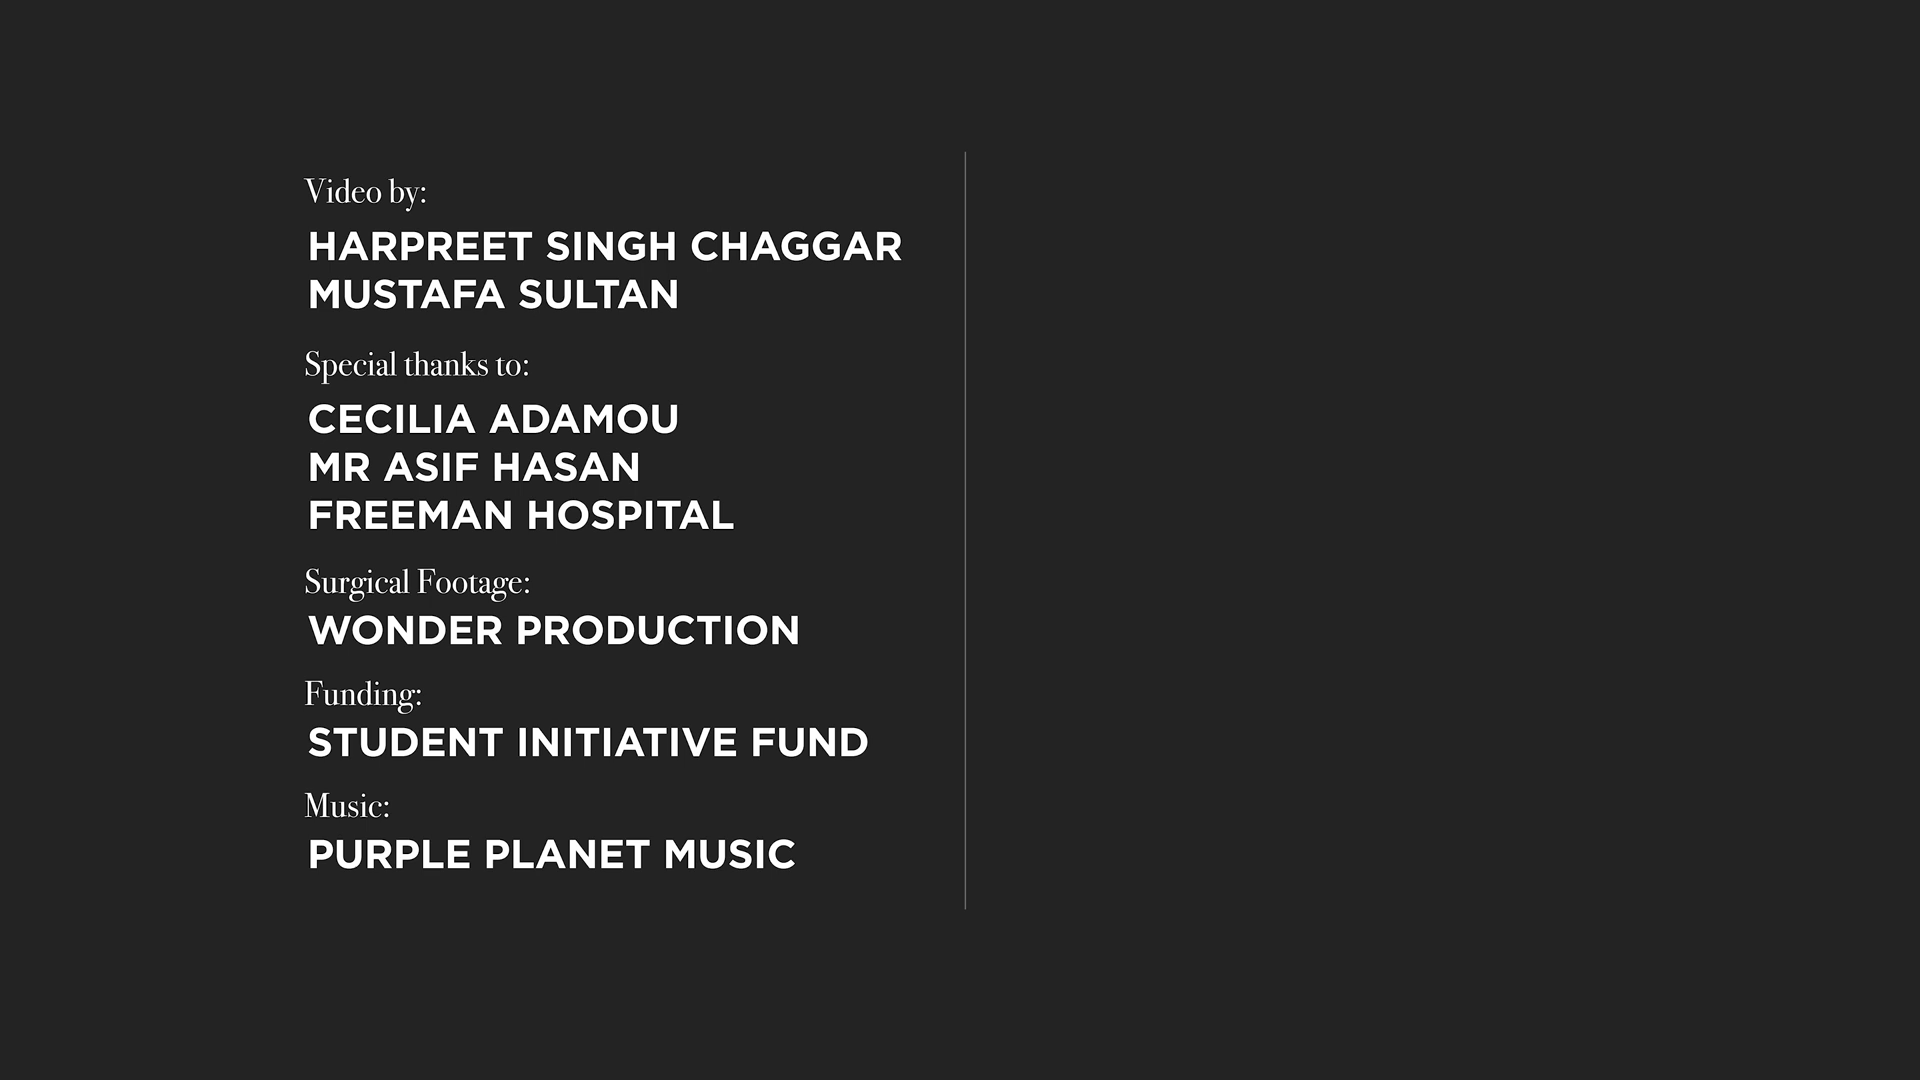 Video by:
HARPREET SINGH CHAGGAR
MUSTAFA SULTAN
Special thanks to:
CECILIA ADAMOU
MR ASIF HASAN
FREEMAN HOSPITAL
Surgical Footage:
WONDER PRODUCTION
Funding:
STUDENT INITIATIVE FUND
Music:
PURPLE PLANET MUSIC